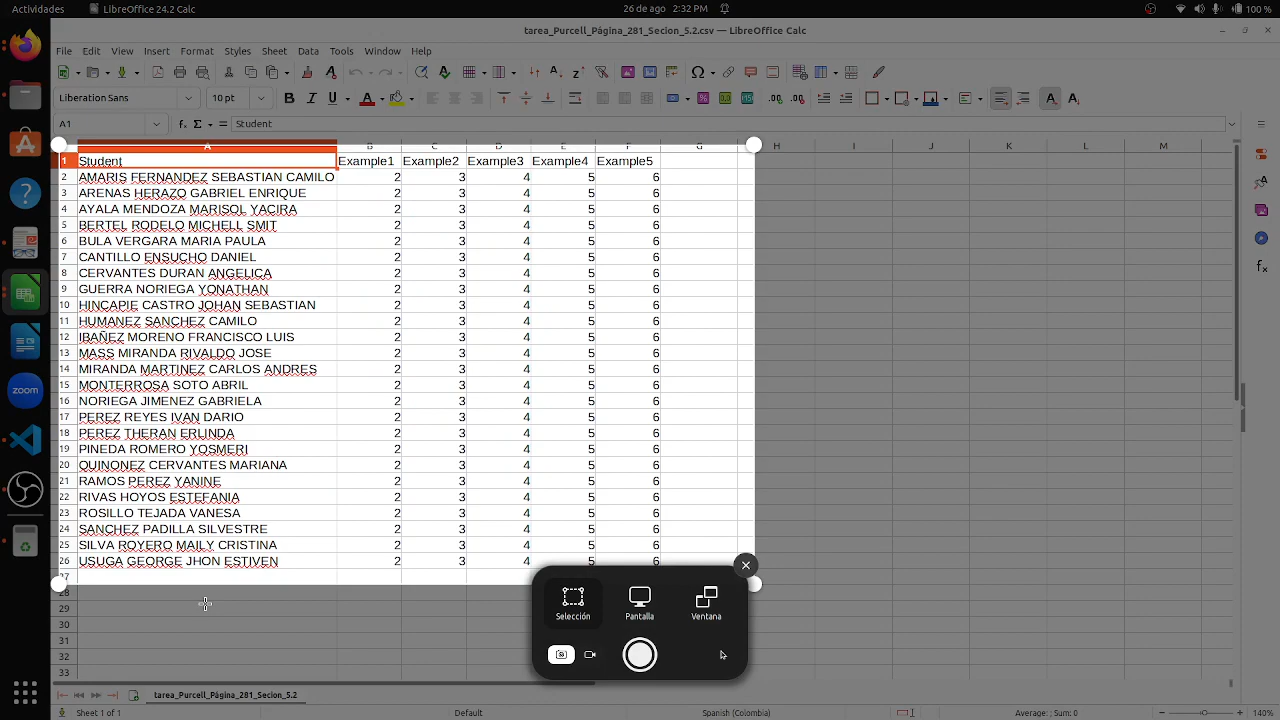 Actividades LibreOffice 24.2 Calc 26 de ago 2:32 PM 100 %
tarea_Purcell_Página_281_Secion_5.2.csv — LibreOffice Calc
File Edit View Insert Format Styles Sheet Data Tools Window Help
Liberation Sans 10 pt
A1 Student
A B C D E F G H I J K L M
1 Student Example1 Example2 Example3 Example4 Example5
2 AMARIS FERNANDEZ SEBASTIAN CAMILO 2 3 4 5 6
3 ARENAS HERAZO GABRIEL ENRIQUE 2 3 4 5 6
4 AYALA MENDOZA MARISOL YACIRA 2 3 4 5 6
5 BERTEL RODELO MICHELL SMIT 2 3 4 5 6
6 BULA VERGARA MARIA PAULA 2 3 4 5 6
7 CANTILLO ENSUCHO DANIEL 2 3 4 5 6
8 CERVANTES DURAN ANGELICA 2 3 4 5 6
9 GUERRA NORIEGA YONATHAN 2 3 4 5 6
10 HINCAPIE CASTRO JOHAN SEBASTIAN 2 3 4 5 6
11 HUMANEZ SANCHEZ CAMILO 2 3 4 5 6
12 IBAÑEZ MORENO FRANCISCO LUIS 2 3 4 5 6
13 MASS MIRANDA RIVALDO JOSE 2 3 4 5 6
14 MIRANDA MARTINEZ CARLOS ANDRES 2 3 4 5 6
15 MONTERROSA SOTO ABRIL 2 3 4 5 6
16 NORIEGA JIMENEZ GABRIELA 2 3 4 5 6
17 PEREZ REYES IVAN DARIO 2 3 4 5 6
18 PEREZ THERAN ERLINDA 2 3 4 5 6
19 PINEDA ROMERO YOSMERI 2 3 4 5 6
20 QUINONEZ CERVANTES MARIANA 2 3 4 5 6
21 RAMOS PEREZ YANINE 2 3 4 5 6
22 RIVAS HOYOS ESTEFANIA 2 3 4 5 6
23 ROSILLO TEJADA VANESA 2 3 4 5 6
24 SANCHEZ PADILLA SILVESTRE 2 3 4 5 6
25 SILVA ROYERO MAILY CRISTINA 2 3 4 5 6
26 USUGA GEORGE JHON ESTIVEN 2 3 4 5 6
27
28
29
30
31
32
33
Selección Pantalla Ventana
zoom
tarea_Purcell_Página_281_Secion_5.2
Sheet 1 of 1 Default Spanish (Colombia) Average: ; Sum: 0 140%